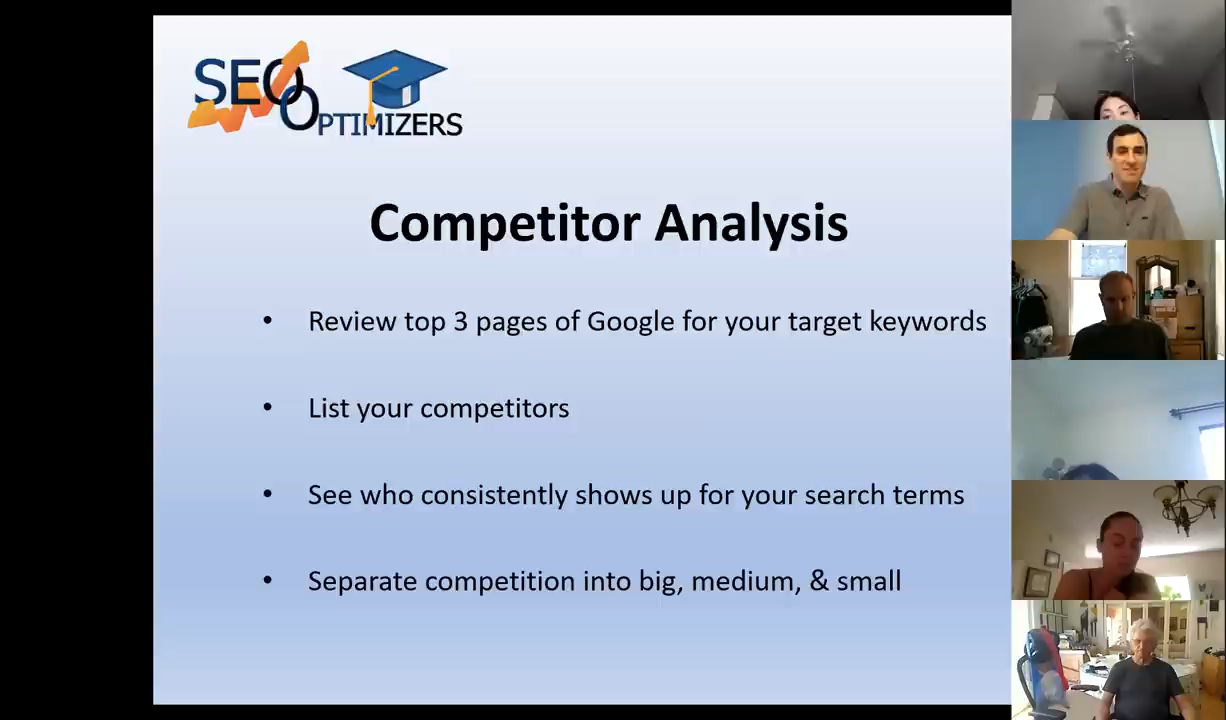 SEO
OPTIMIZERS
Competitor Analysis
• Review top 3 pages of Google for your target keywords
• List your competitors
• See who consistently shows up for your search terms
• Separate competition into big, medium, & small